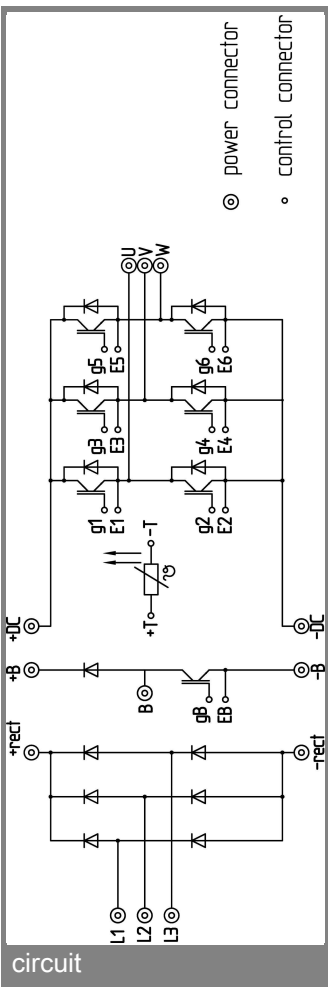 power connector
control connector
U
V
W
g5
E5
g6
E6
g3
E3
g4
E4
g1
E1
g2
E2
+T
-T
ϑ
+DC
-DC
+B
-B
B
gB
EB
+rect
-rect
L1
L2
L3
circuit